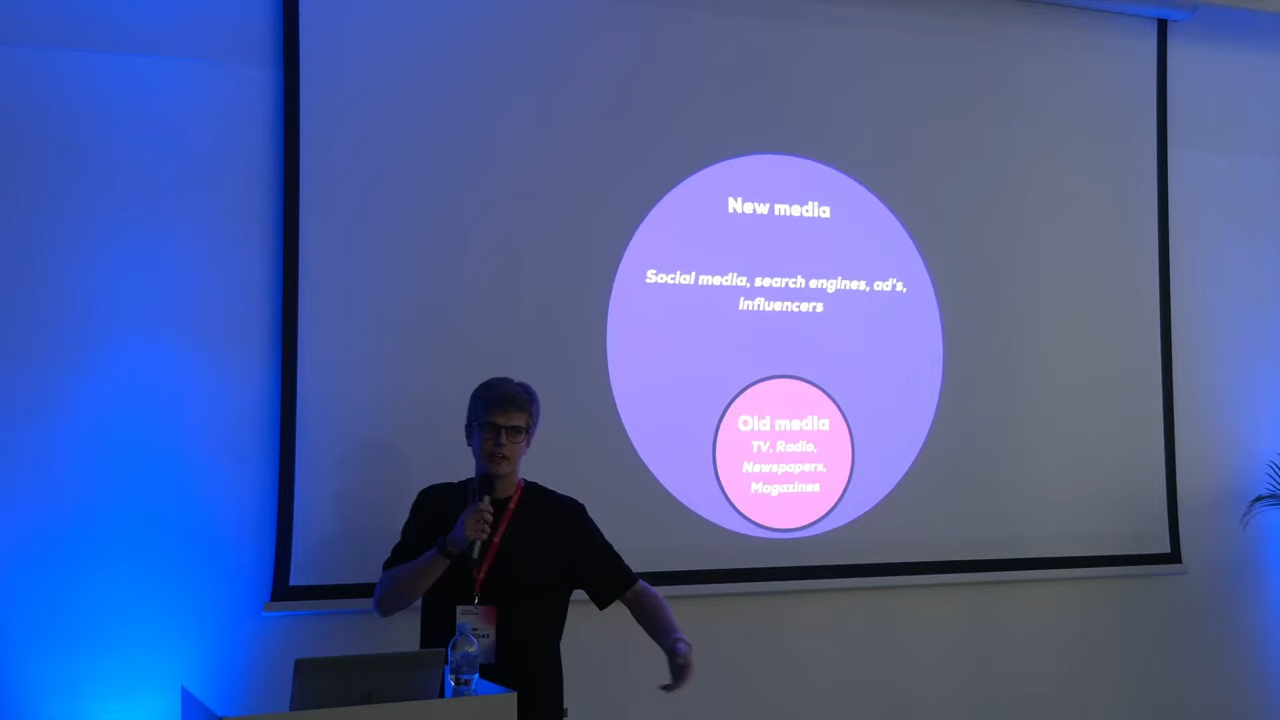 New media
Social media, search engines, ad's,
influencers
Old media
TV, Radio,
Newspapers,
Magazines